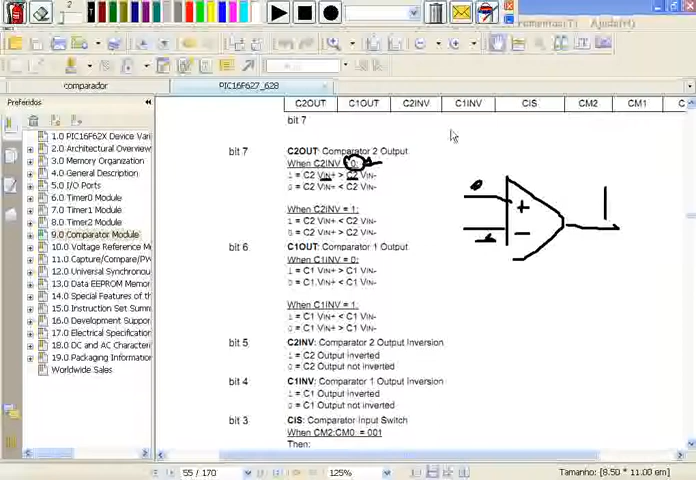 2
rramentas(T) Ajuda(H)
comparador PIC16F627_628
Preferidos
1.0 PIC16F62X Device Vari
2.0 Architectural Overview
3.0 Memory Organization
4.0 General Description
5.0 I/O Ports
6.0 Timer0 Module
7.0 Timer1 Module
8.0 Timer2 Module
9.0 Comparator Module
10.0 Voltage Reference M
11.0 Capture/Compare/PW
12.0 Universal Synchronou
13.0 Data EEPROM Memor
14.0 Special Features of th
15.0 Instruction Set Summ
16.0 Development Suppor
17.0 Electrical Specification
18.0 DC and AC Characteri
19.0 Packaging Informatio
Worldwide Sales
C2OUT C1OUT C2INV C1INV CIS CM2 CM1
bit 7
bit 7 C2OUT: Comparator 2 Output
When C2INV = 0:
1 = C2 VIN+ > C2 VIN-
0 = C2 VIN+ < C2 VIN-
When C2INV = 1:
1 = C2 VIN+ < C2 VIN-
0 = C2 VIN+ > C2 VIN-
bit 6 C1OUT: Comparator 1 Output
When C1INV = 0:
1 = C1 VIN+ > C1 VIN-
0 = C1 VIN+ < C1 VIN-
When C1INV = 1:
1 = C1 VIN+ < C1 VIN-
0 = C1 VIN+ > C1 VIN-
bit 5 C2INV: Comparator 2 Output Inversion
1 = C2 Output inverted
0 = C2 Output not inverted
bit 4 C1INV: Comparator 1 Output Inversion
1 = C1 Output inverted
0 = C1 Output not inverted
bit 3 CIS: Comparator Input Switch
When CM2:CM0 = 001
Then:
+
−
55 / 170 125% Tamanho: [8.50 * 11.00 em]